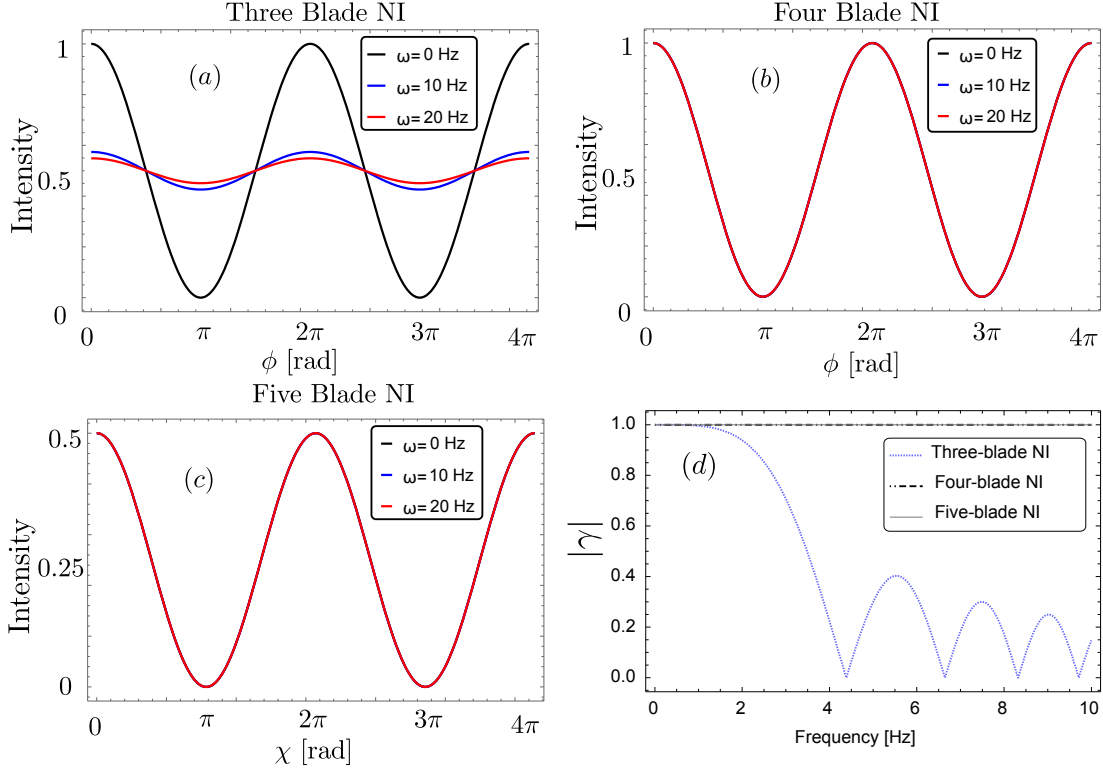 Three Blade NI
(a)
ω= 0 Hz
ω= 10 Hz
ω= 20 Hz
1
0.5
0
Intensity
0 π 2π 3π 4π
ϕ [rad]
Four Blade NI
(b)
ω= 0 Hz
ω= 10 Hz
ω= 20 Hz
1
0.5
0
Intensity
0 π 2π 3π 4π
ϕ [rad]
Five Blade NI
(c)
ω= 0 Hz
ω= 10 Hz
ω= 20 Hz
0.5
0.25
0
Intensity
0 π 2π 3π 4π
χ [rad]
(d)
Three-blade NI
Four-blade NI
Five-blade NI
1.0
0.8
0.6
0.4
0.2
0.0
|γ|
0 2 4 6 8 10
Frequency [Hz]